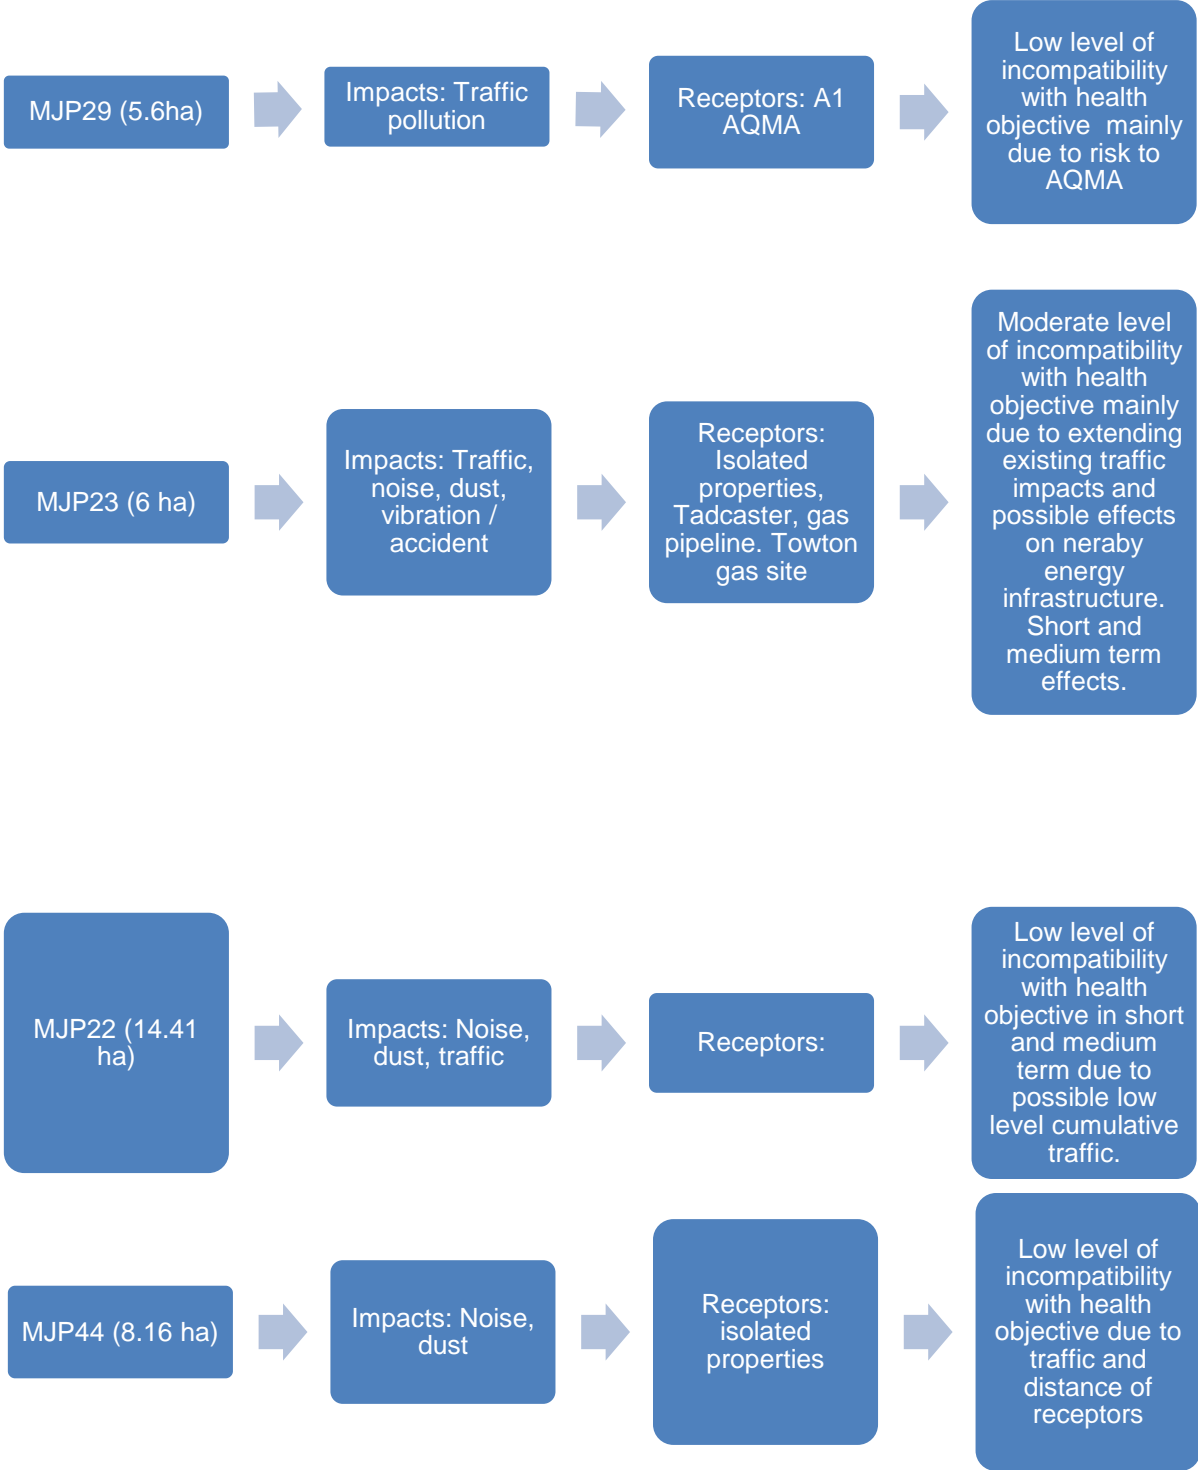 MJP29 (5.6ha)
Impacts: Traffic
pollution
Receptors: A1
AQMA
Low level of
incompatibility
with health
objective  mainly
due to risk to
AQMA
MJP23 (6 ha)
Impacts: Traffic,
noise, dust,
vibration /
accident
Receptors:
Isolated
properties,
Tadcaster, gas
pipeline. Towton
gas site
Moderate level
of incompatibility
with health
objective mainly
due to extending
existing traffic
impacts and
possible effects
on neraby
energy
infrastructure.
Short and
medium term
effects.
MJP22 (14.41
ha)
Impacts: Noise,
dust, traffic
Receptors:
Low level of
incompatibility
with health
objective in short
and medium
term due to
possible low
level cumulative
traffic.
MJP44 (8.16 ha)
Impacts: Noise,
dust
Receptors:
isolated
properties
Low level of
incompatibility
with health
objective due to
traffic and
distance of
receptors